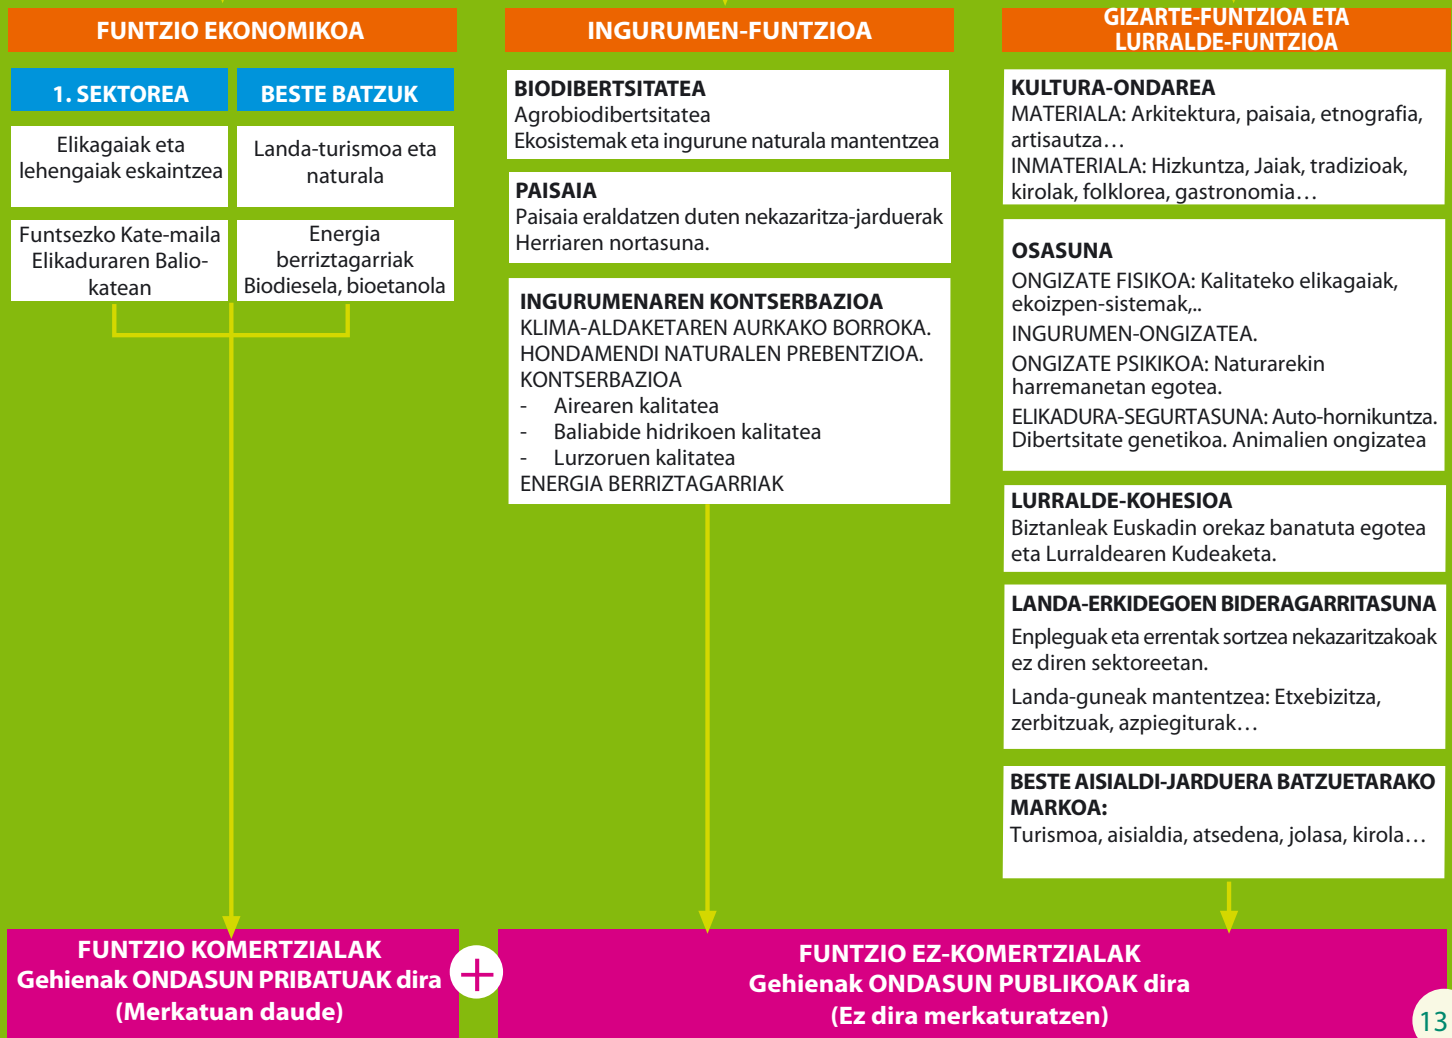 FUNTZIO EKONOMIKOA
1. SEKTOREA
BESTE BATZUK
Elikagaiak eta
lehengaiak eskaintzea
Landa-turismoa eta
naturala
Funtsezko Kate-maila
Elikaduraren Balio-
katean
Energia
berriztagarriak
Biodiesela, bioetanola
INGURUMEN-FUNTZIOA
BIODIBERTSITATEA
Agrobiodibertsitatea
Ekosistemak eta ingurune naturala mantentzea
PAISAIA
Paisaia eraldatzen duten nekazaritza-jarduerak
Herriaren nortasuna.
INGURUMENAREN KONTSERBAZIOA
KLIMA-ALDAKETAREN AURKAKO BORROKA.
HONDAMENDI NATURALEN PREBENTZIOA.
KONTSERBAZIOA
- Airearen kalitatea
- Baliabide hidrikoen kalitatea
- Lurzoruen kalitatea
ENERGIA BERRIZTAGARRIAK
GIZARTE-FUNTZIOA ETA
LURRALDE-FUNTZIOA
KULTURA-ONDAREA
MATERIALA: Arkitektura, paisaia, etnografia,
artisautza…
INMATERIALA: Hizkuntza, Jaiak, tradizioak,
kirolak, folklorea, gastronomia…
OSASUNA
ONGIZATE FISIKOA: Kalitateko elikagaiak,
ekoizpen-sistemak,..
INGURUMEN-ONGIZATEA.
ONGIZATE PSIKIKOA: Naturarekin
harremanetan egotea.
ELIKADURA-SEGURTASUNA: Auto-hornikuntza.
Dibertsitate genetikoa. Animalien ongizatea
LURRALDE-KOHESIOA
Biztanleak Euskadin orekaz banatuta egotea
eta Lurraldearen Kudeaketa.
LANDA-ERKIDEGOEN BIDERAGARRITASUNA
Enpleguak eta errentak sortzea nekazaritzakoak
ez diren sektoreetan.
Landa-guneak mantentzea: Etxebizitza,
zerbitzuak, azpiegiturak…
BESTE AISIALDI-JARDUERA BATZUETARAKO
MARKOA:
Turismoa, aisialdia, atsedena, jolasa, kirola…
FUNTZIO KOMERTZIALAK
Gehienak ONDASUN PRIBATUAK dira
(Merkatuan daude)
+
FUNTZIO EZ-KOMERTZIALAK
Gehienak ONDASUN PUBLIKOAK dira
(Ez dira merkaturatzen)
13